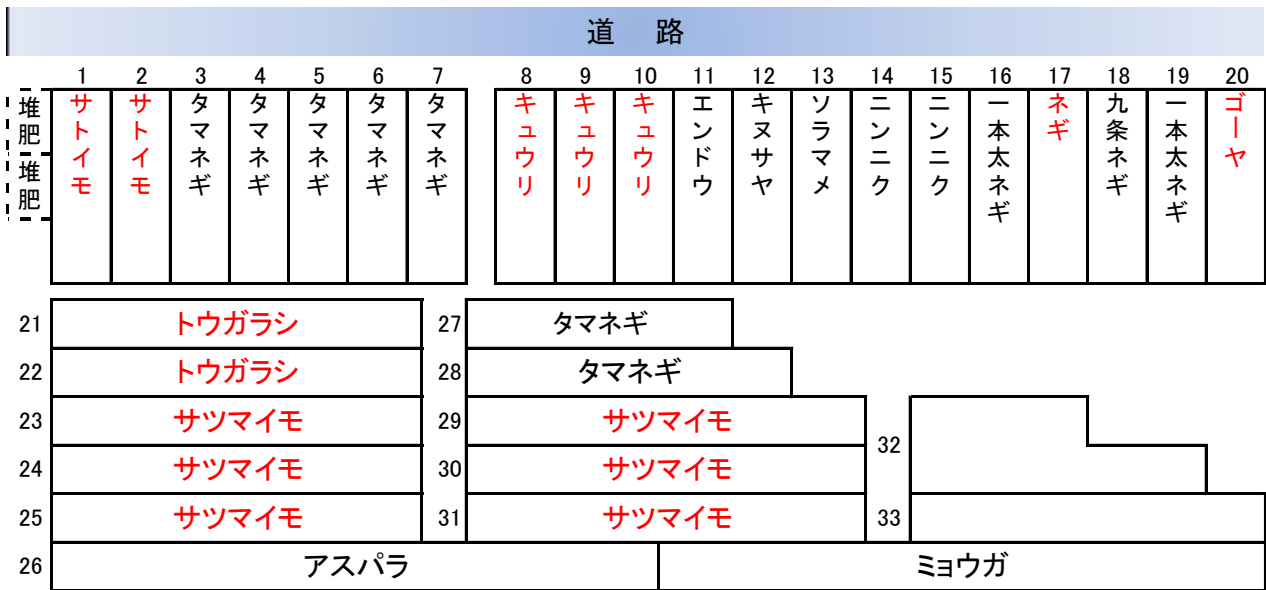 道 路
1 2 3 4 5 6 7 8 9 10 11 12 13 14 15 16 17 18 19 20
堆肥
堆肥
サトイモ
サトイモ
タマネギ
タマネギ
タマネギ
タマネギ
タマネギ
キュウリ
キュウリ
キュウリ
エンドウ
キヌサヤ
ソラマメ
ニンニク
ニンニク
一本太ネギ
ネギ
九条ネギ
一本太ネギ
ゴーヤ
21 トウガラシ 27 タマネギ
22 トウガラシ 28 タマネギ
23 サツマイモ 29 サツマイモ
32
24 サツマイモ 30 サツマイモ
25 サツマイモ 31 サツマイモ 33
26 アスパラ ミョウガ